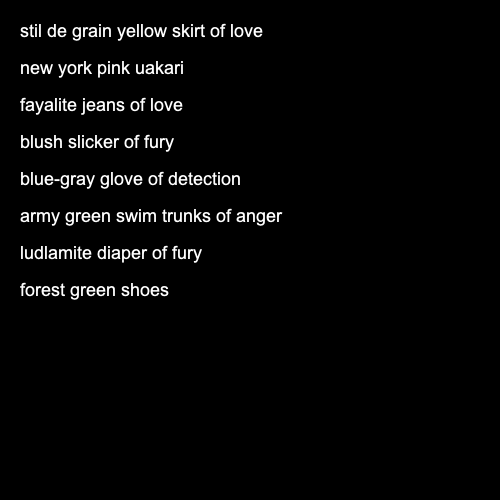 stil de grain yellow skirt of love
new york pink uakari
fayalite jeans of love
blush slicker of fury
blue-gray glove of detection
army green swim trunks of anger
ludlamite diaper of fury
forest green shoes